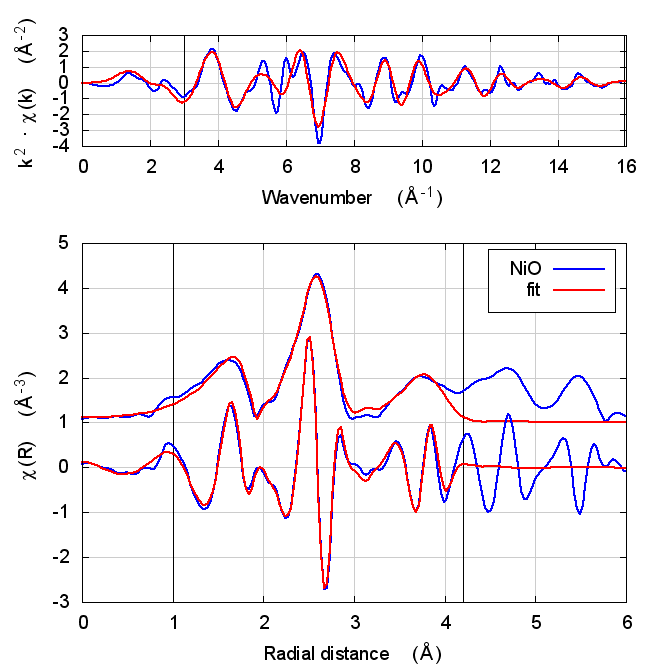 3
2
1
0
-1
-2
-3
-4
k² · χ(k) (Å⁻²)
0 2 4 6 8 10 12 14 16
Wavenumber (Å⁻¹)
5
4
3
2
1
0
-1
-2
-3
χ(R) (Å⁻³)
NiO
fit
0 1 2 3 4 5 6
Radial distance (Å)